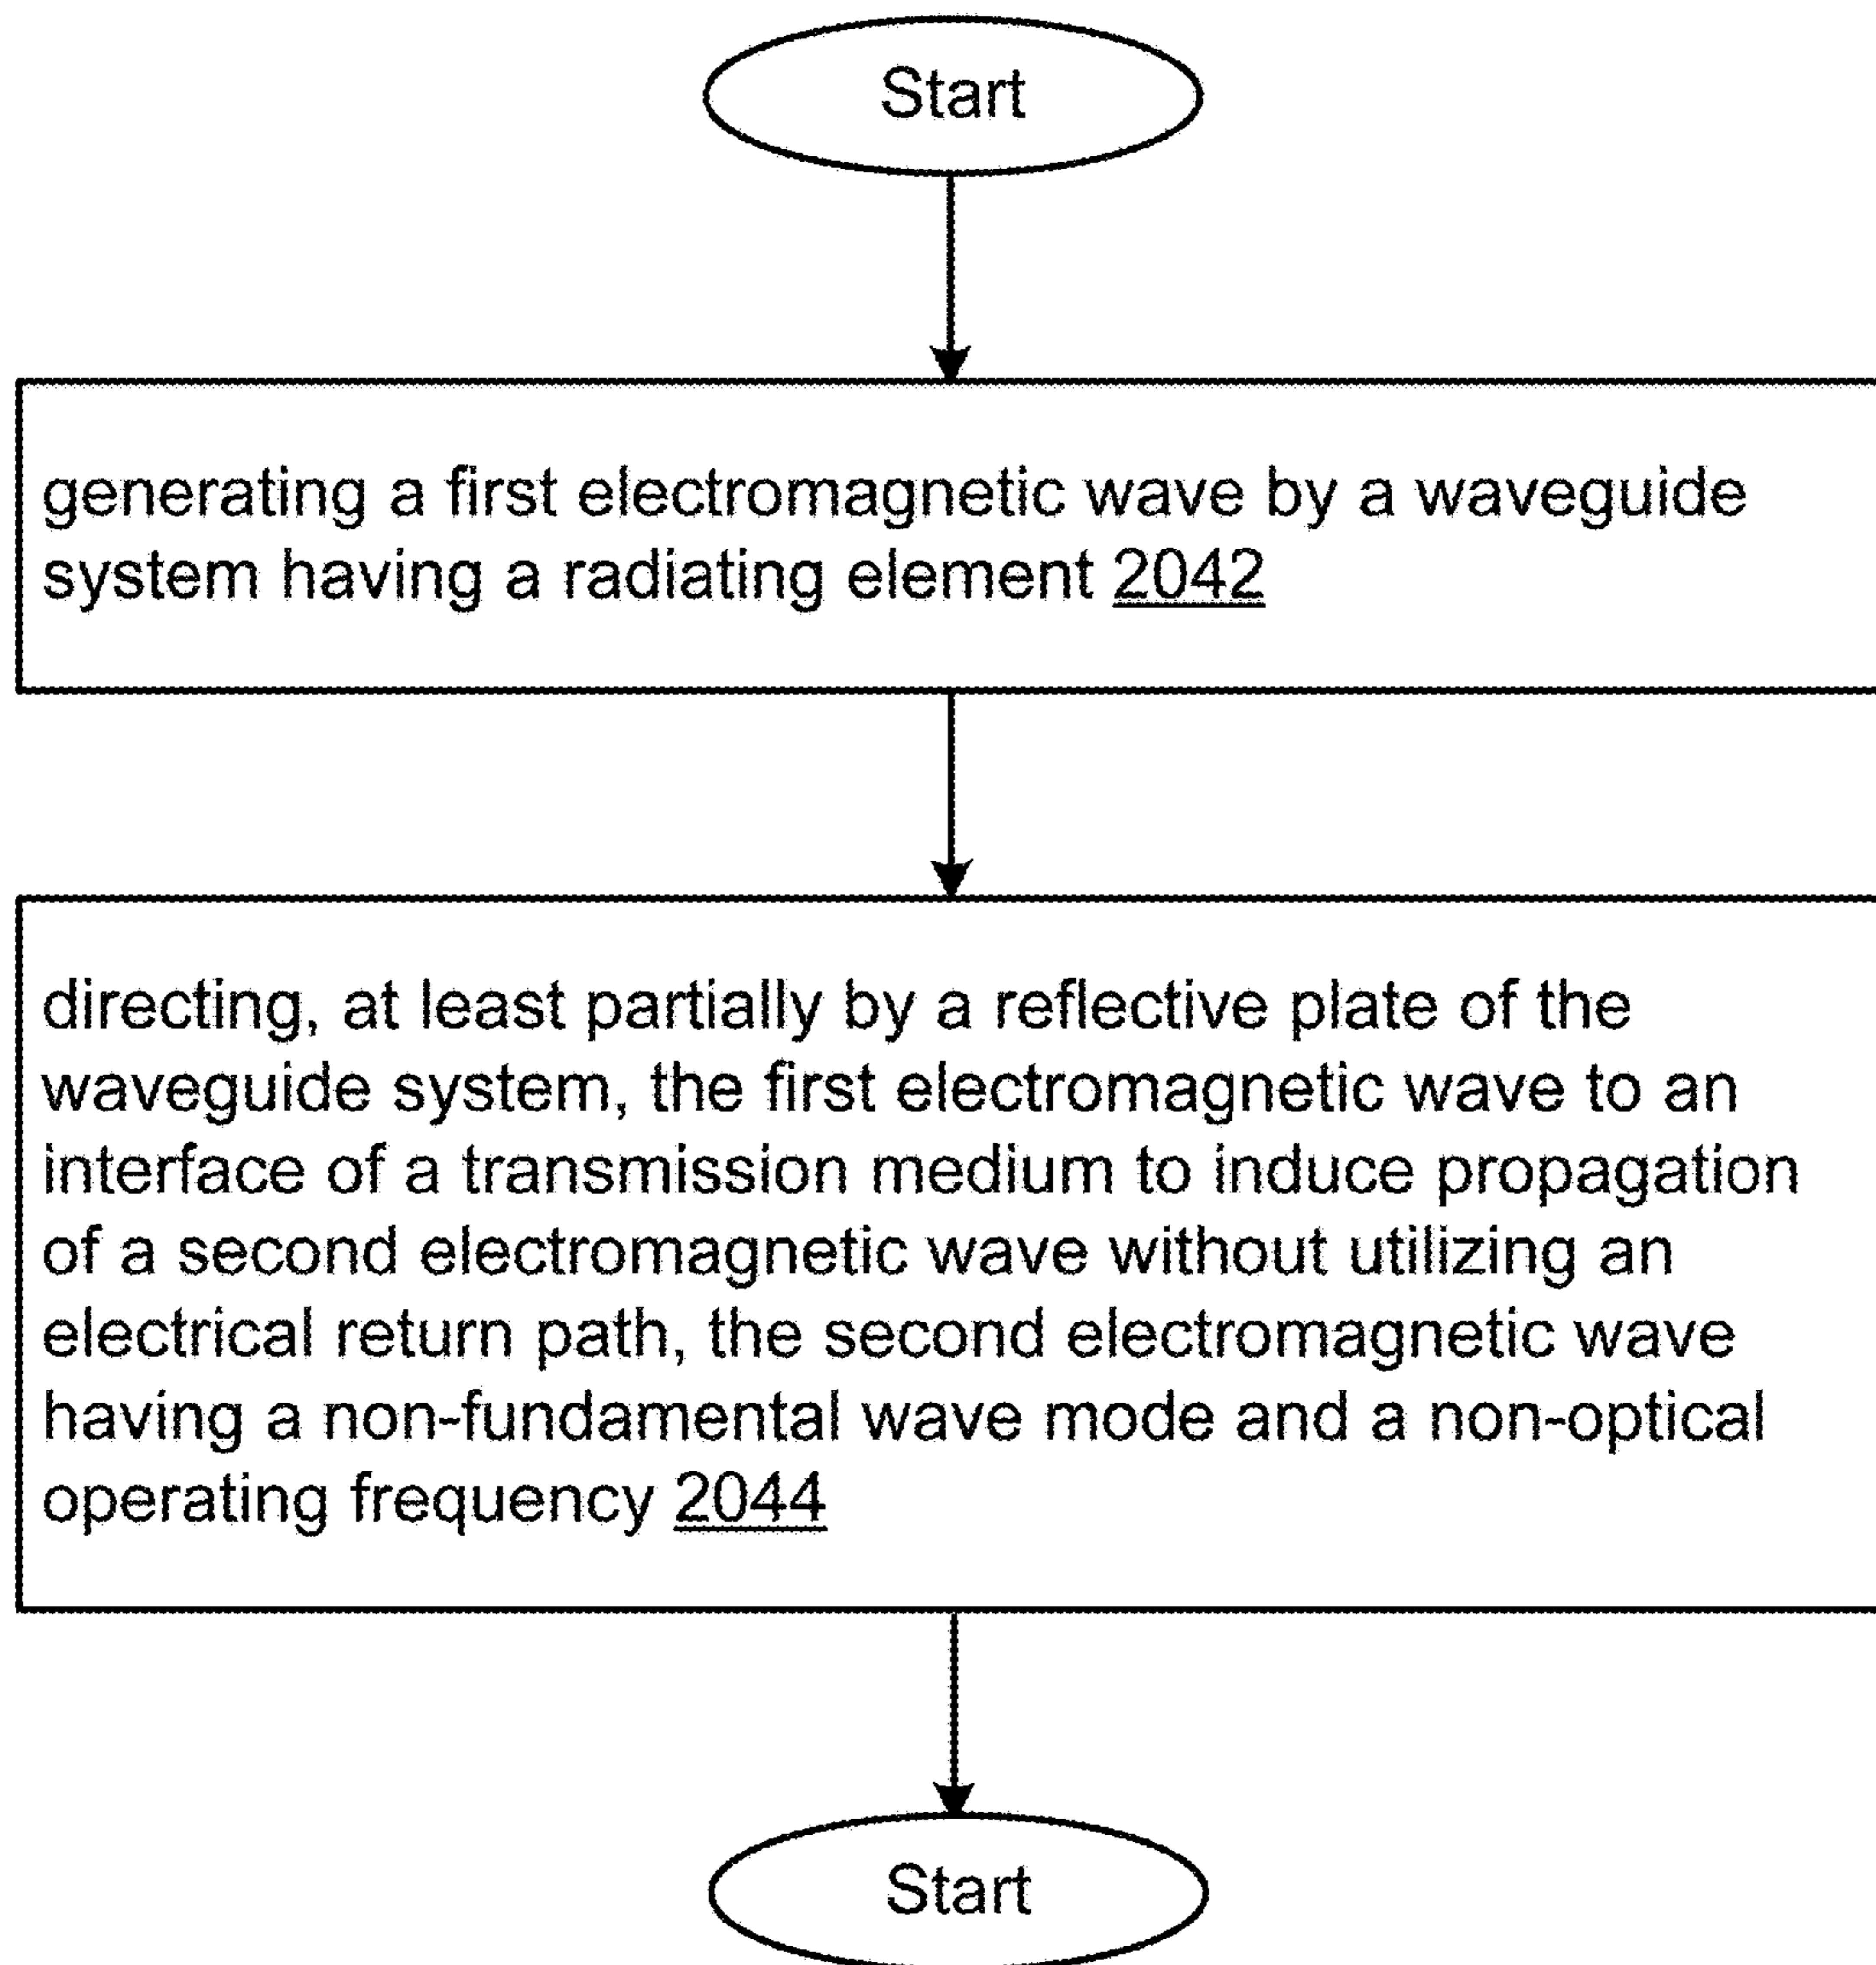 Start
generating a first electromagnetic wave by a waveguide
system having a radiating element 2042
directing, at least partially by a reflective plate of the
waveguide system, the first electromagnetic wave to an
interface of a transmission medium to induce propagation
of a second electromagnetic wave without utilizing an
electrical return path, the second electromagnetic wave
having a non-fundamental wave mode and a non-optical
operating frequency 2044
Start